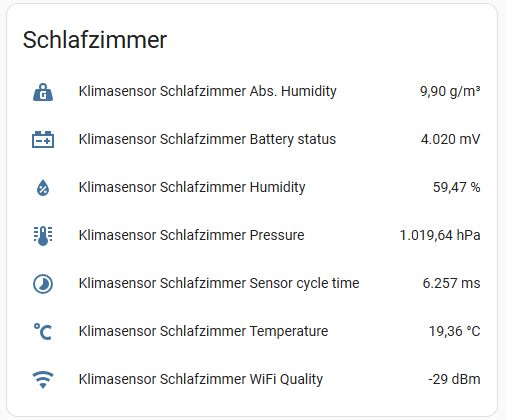 Schlafzimmer
Klimasensor Schlafzimmer Abs. Humidity 9,90 g/m³
Klimasensor Schlafzimmer Battery status 4.020 mV
Klimasensor Schlafzimmer Humidity 59,47 %
Klimasensor Schlafzimmer Pressure 1.019,64 hPa
Klimasensor Schlafzimmer Sensor cycle time 6.257 ms
Klimasensor Schlafzimmer Temperature 19,36 °C
Klimasensor Schlafzimmer WiFi Quality -29 dBm